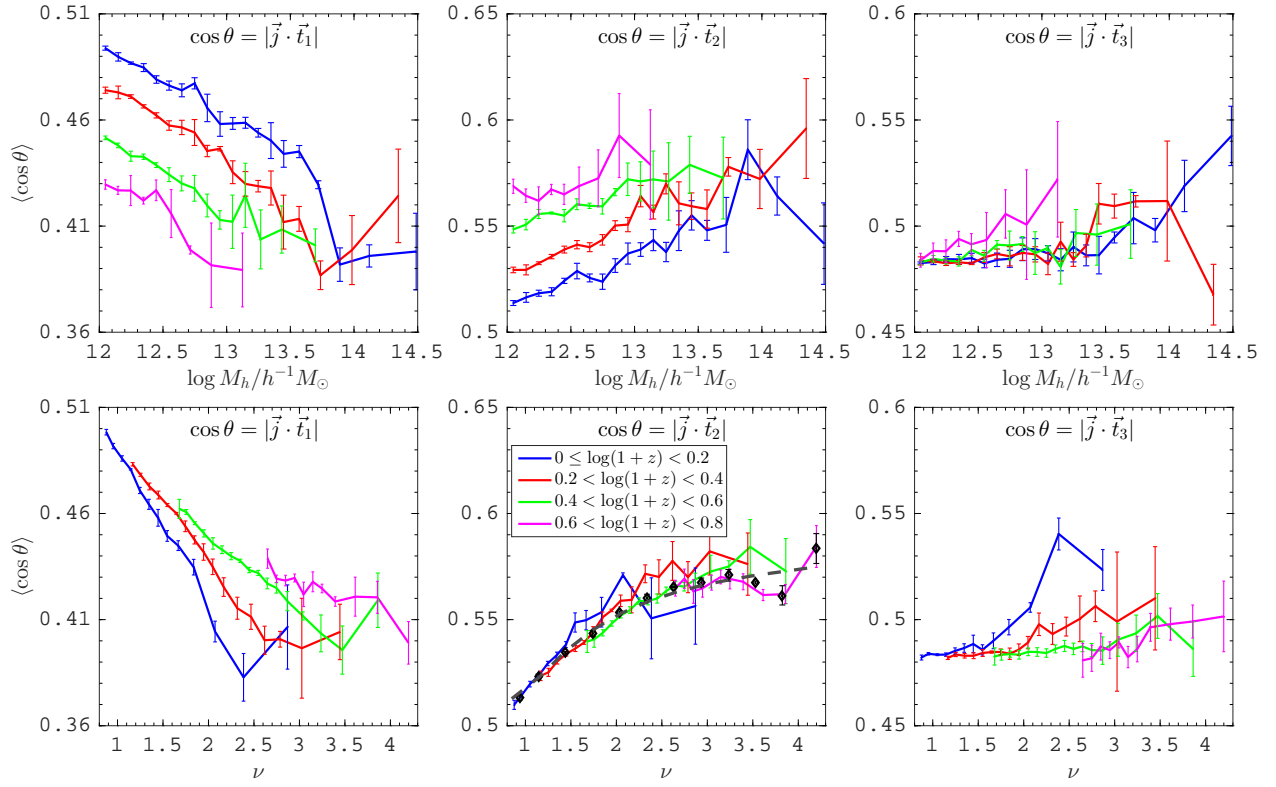 cos θ = |j⃗ · t⃗₁|
0.51
0.46
0.41
0.36
⟨cos θ⟩
12 12.5 13 13.5 14 14.5
log M_h/h⁻¹M_⊙
cos θ = |j⃗ · t⃗₂|
0.65
0.6
0.55
0.5
12 12.5 13 13.5 14 14.5
log M_h/h⁻¹M_⊙
cos θ = |j⃗ · t⃗₃|
0.6
0.55
0.5
0.45
12 12.5 13 13.5 14 14.5
log M_h/h⁻¹M_⊙
cos θ = |j⃗ · t⃗₁|
0.51
0.46
0.41
0.36
⟨cos θ⟩
1 1.5 2 2.5 3 3.5 4
ν
cos θ = |j⃗ · t⃗₂|
0.65
0.6
0.55
0.5
0 ≤ log(1 + z) < 0.2
0.2 < log(1 + z) < 0.4
0.4 < log(1 + z) < 0.6
0.6 < log(1 + z) < 0.8
1 1.5 2 2.5 3 3.5 4
ν
cos θ = |j⃗ · t⃗₃|
0.6
0.55
0.5
0.45
1 1.5 2 2.5 3 3.5 4
ν